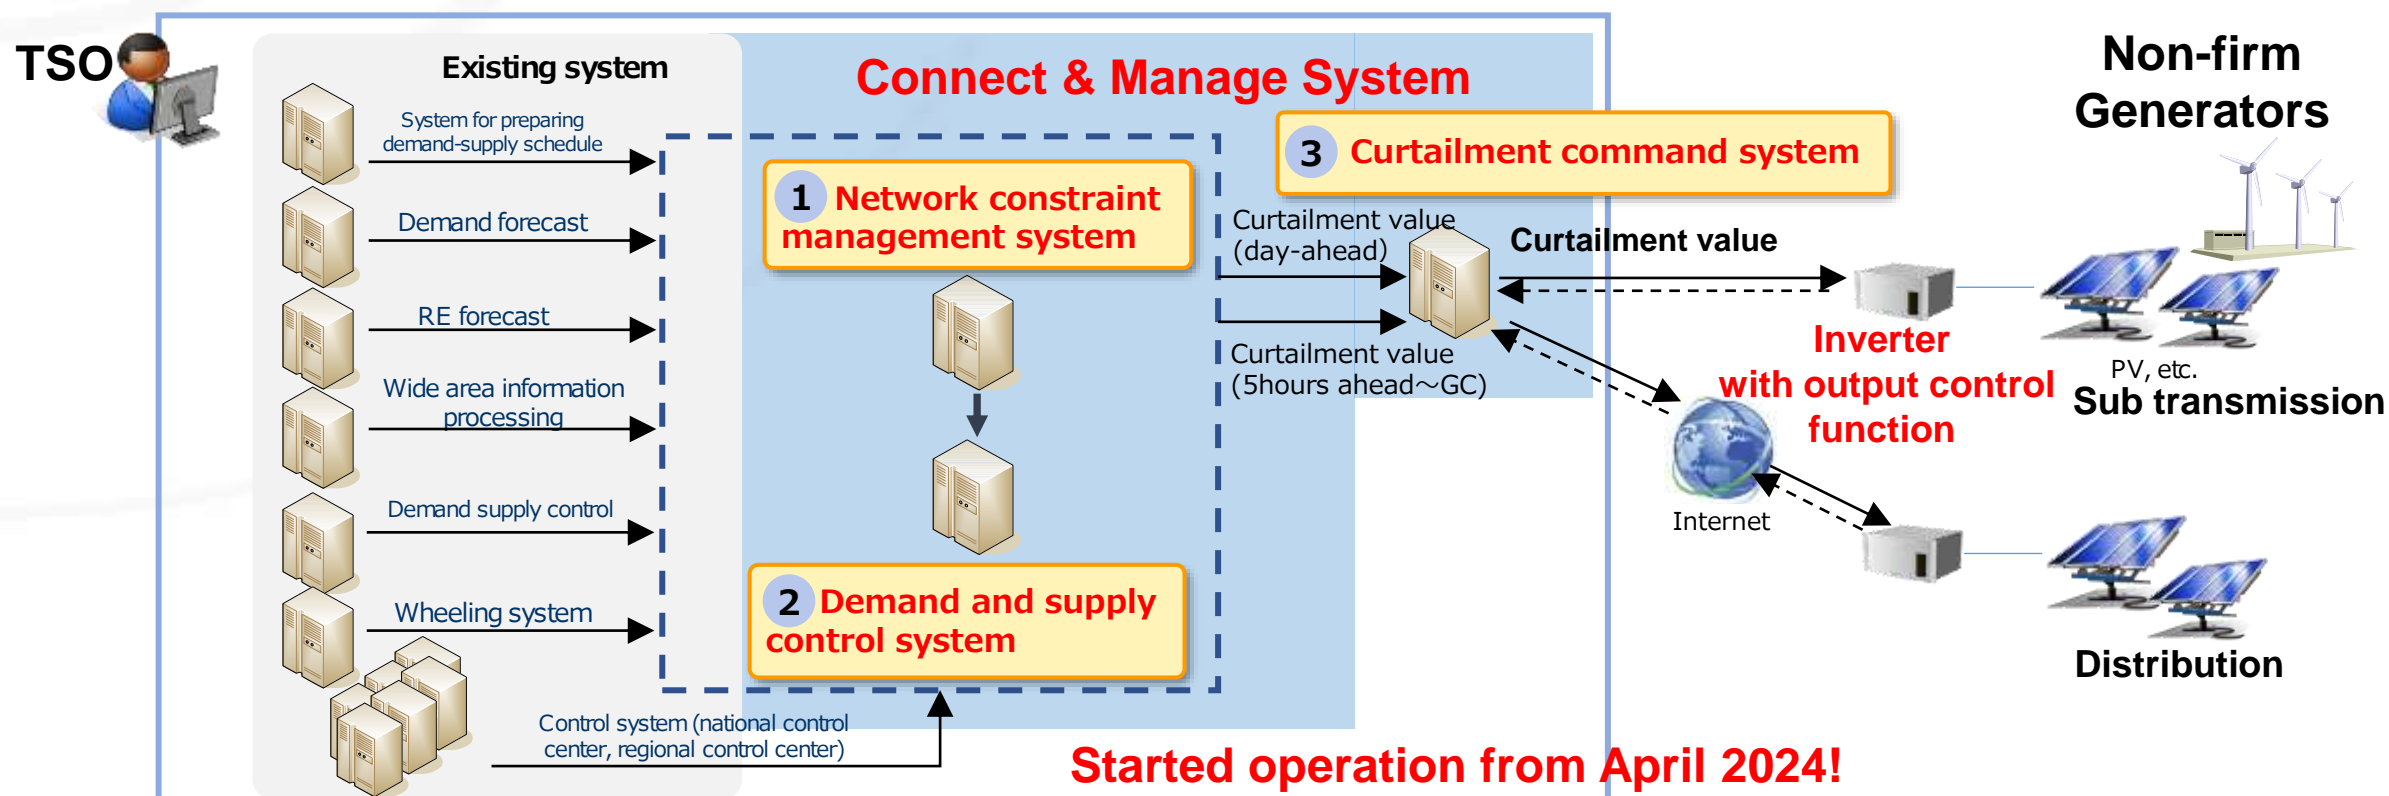 TSO
Existing system
System for preparing
demand-supply schedule
Demand forecast
RE forecast
Wide area information
processing
Demand supply control
Wheeling system
Control system (national control
center, regional control center)
Connect & Manage System
1 Network constraint
management system
2 Demand and supply
control system
3 Curtailment command system
Curtailment value
(day-ahead)
Curtailment value
(5hours ahead～GC)
Curtailment value
Internet
Inverter
with output control
function
Non-firm
Generators
PV, etc.
Sub transmission
Distribution
Started operation from April 2024!